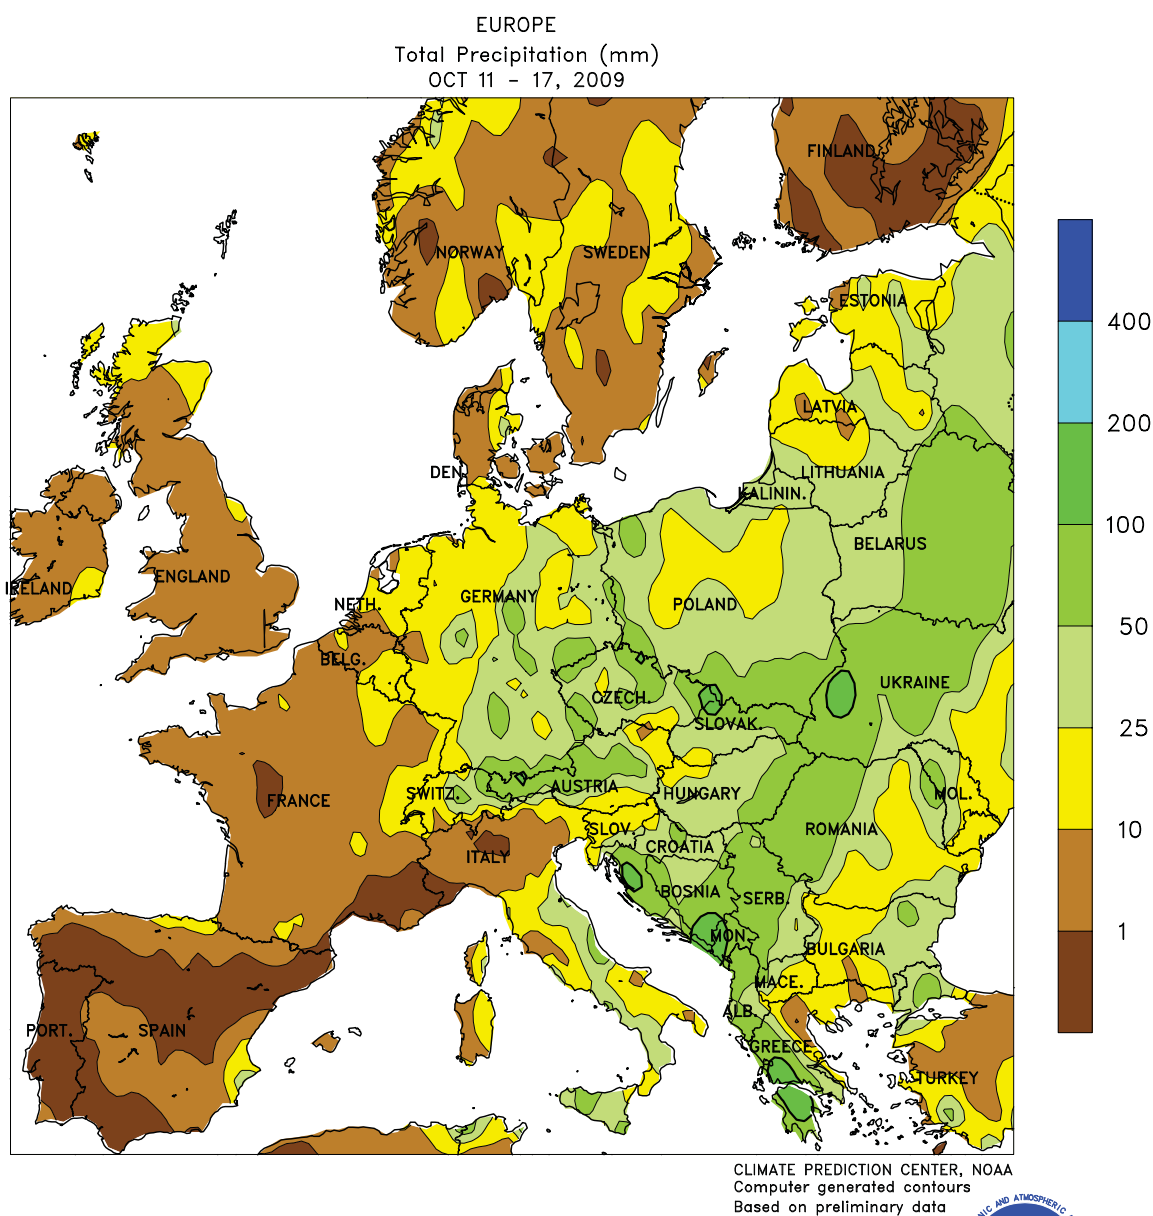 EUROPE
Total Precipitation (mm)
OCT 11 - 17, 2009
FINLAND
NORWAY
SWEDEN
ESTONIA
400
LATVIA
200
DEN.
LITHUANIA
KALININ.
100
BELARUS
IRELAND
ENGLAND
NETH.
GERMANY
POLAND
50
BELG.
CZECH.
UKRAINE
SLOVAK.
25
FRANCE
SWITZ.
AUSTRIA
HUNGARY
MOL.
ITALY
SLOV.
CROATIA
ROMANIA
10
BOSNIA
SERB.
MON.
1
BULGARIA
MACE.
PORT.
SPAIN
ALB.
GREECE
TURKEY
CLIMATE PREDICTION CENTER, NOAA
Computer generated contours
Based on preliminary data
AND ATMOSPHERIC